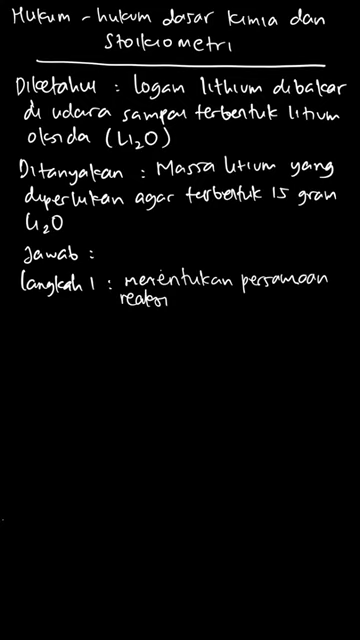 Hukum - hukum dasar kimia dan
Stoikiometri
Diketahui : Logam lithium dibakar
di udara sampai terbentuk litium
oksida (Li2O)
Ditanyakan : Massa litium yang
diperlukan agar terbentuk 15 gram
Li2O
Jawab :
Langkah 1 : menentukan persamaan
reaksi